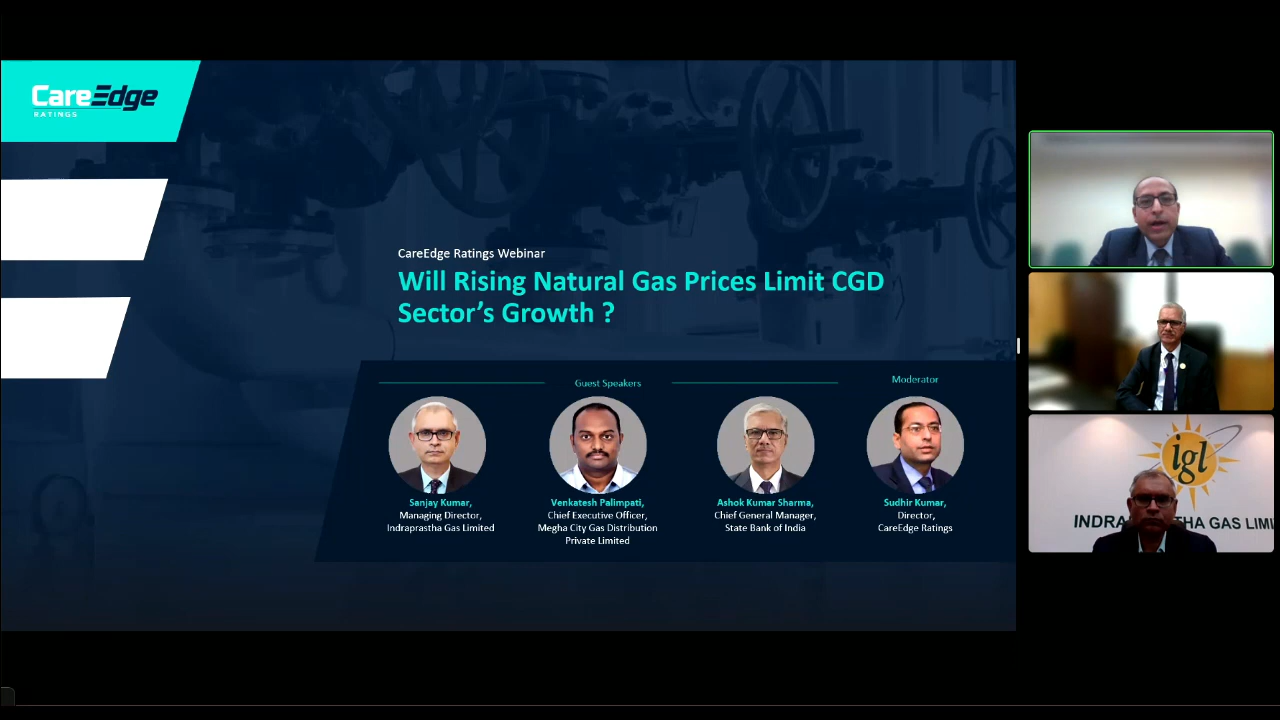 CareEdge
RATINGS
CareEdge Ratings Webinar
Will Rising Natural Gas Prices Limit CGD
Sector's Growth ?
Guest Speakers
Moderator
Sanjay Kumar,
Managing Director,
Indraprastha Gas Limited
Venkatesh Palimpati,
Chief Executive Officer,
Megha City Gas Distribution
Private Limited
Ashok Kumar Sharma,
Chief General Manager,
State Bank of India
Sudhir Kumar,
Director,
CareEdge Ratings
igl
INDRAPRASTHA GAS LIMI